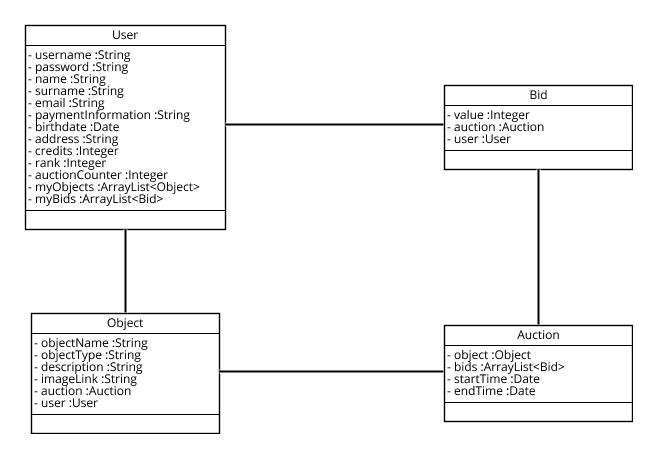 User
- username :String
- password :String
- name :String
- surname :String
- email :String
- paymentInformation :String
- birthdate :Date
- address :String
- credits :Integer
- rank :Integer
- auctionCounter :Integer
- myObjects :ArrayList<Object>
- myBids :ArrayList<Bid>
Bid
- value :Integer
- auction :Auction
- user :User
Object
- objectName :String
- objectType :String
- description :String
- imageLink :String
- auction :Auction
- user :User
Auction
- object :Object
- bids :ArrayList<Bid>
- startTime :Date
- endTime :Date